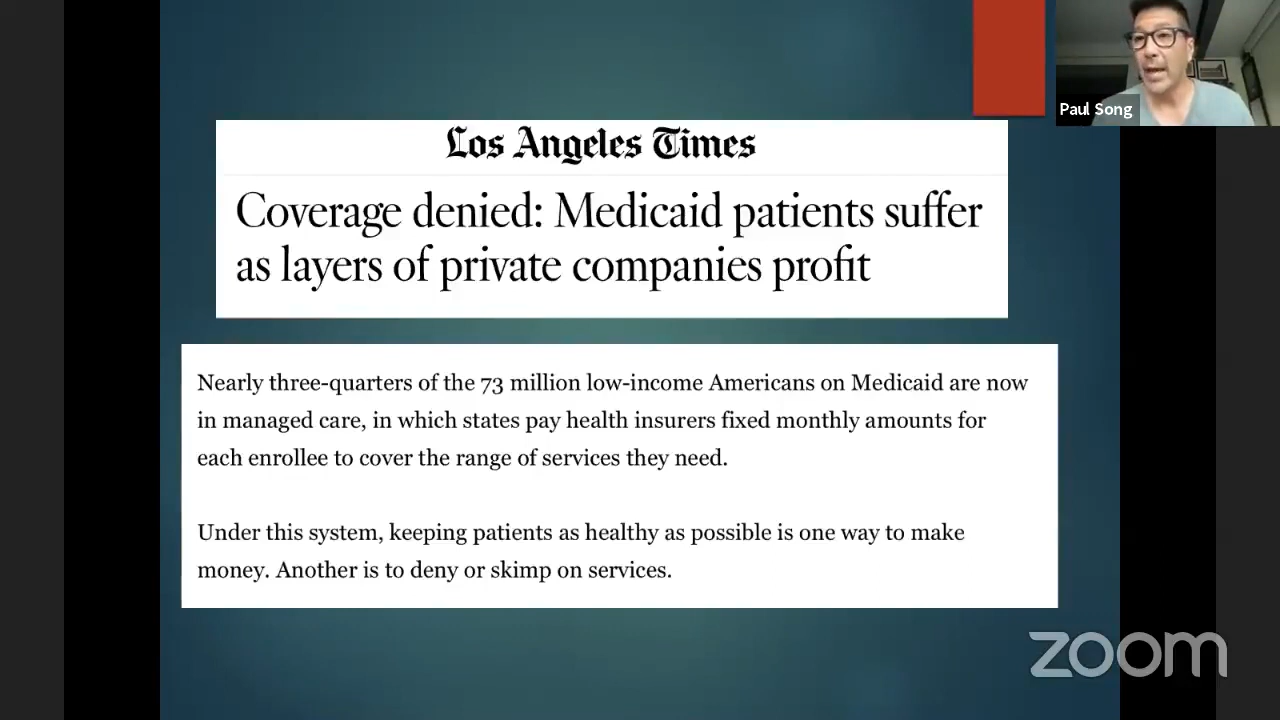 Paul Song
Los Angeles Times
Coverage denied: Medicaid patients suffer
as layers of private companies profit
Nearly three-quarters of the 73 million low-income Americans on Medicaid are now
in managed care, in which states pay health insurers fixed monthly amounts for
each enrollee to cover the range of services they need.
Under this system, keeping patients as healthy as possible is one way to make
money. Another is to deny or skimp on services.
zoom